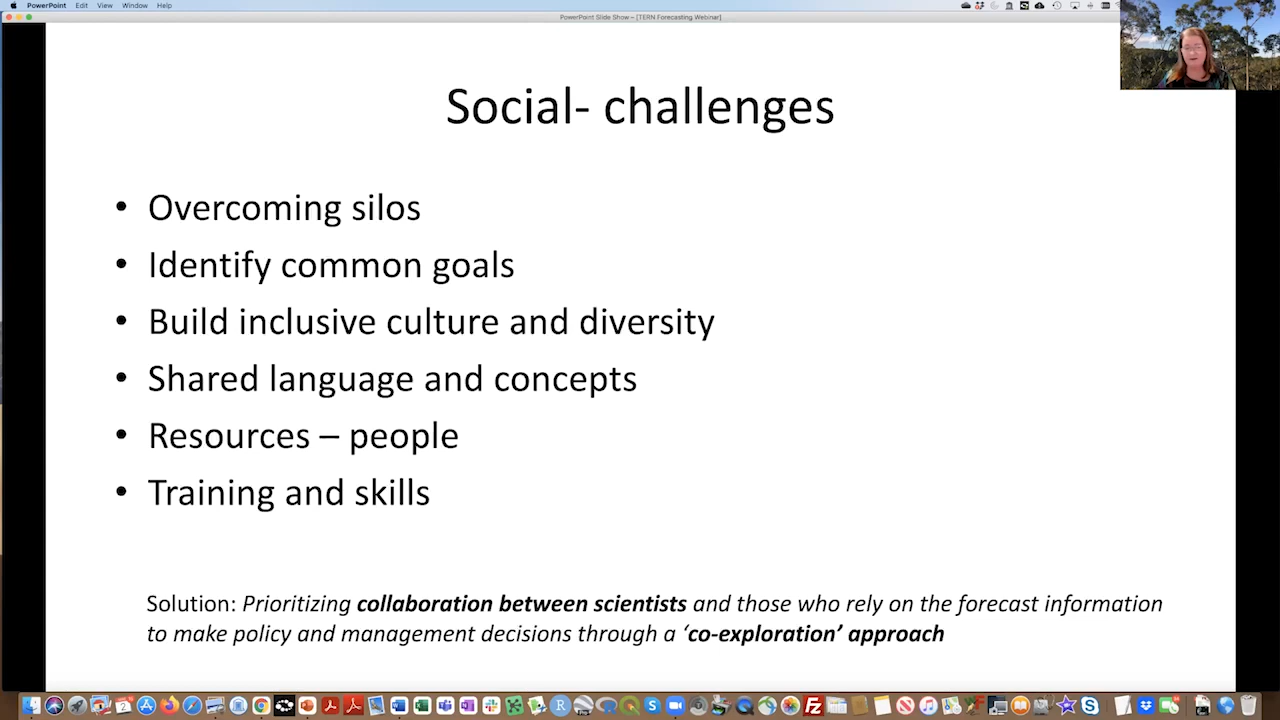 PowerPoint Edit View Window Help
PowerPoint Slide Show – [TERN Forecasting Webinar]
Social- challenges
• Overcoming silos
• Identify common goals
• Build inclusive culture and diversity
• Shared language and concepts
• Resources – people
• Training and skills
Solution: Prioritizing collaboration between scientists and those who rely on the forecast information
to make policy and management decisions through a ‘co-exploration’ approach